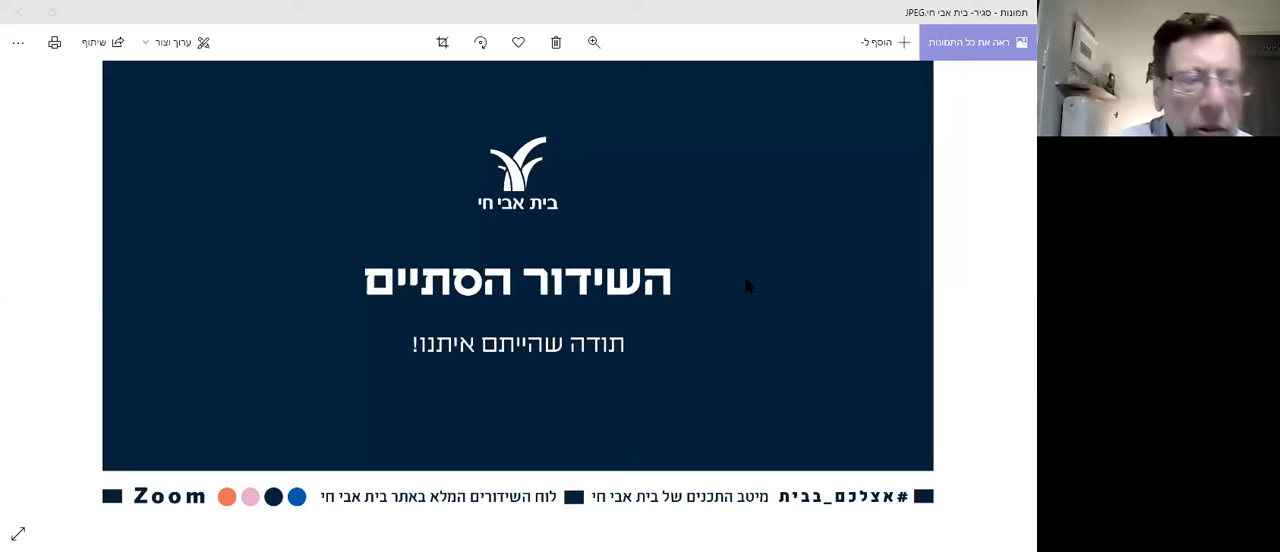 תמונות - סגיר- בית אבי חי.JPEG
ראה את כל התמונות
הוסף ל-
ערוך וצור
שיתוף
בית אבי חי
השידור הסתיים
תודה שהייתם איתנו!
#אצלכם_בבית מיטב התכנים של בית אבי חי לוח השידורים המלא באתר בית אבי חי Zoom